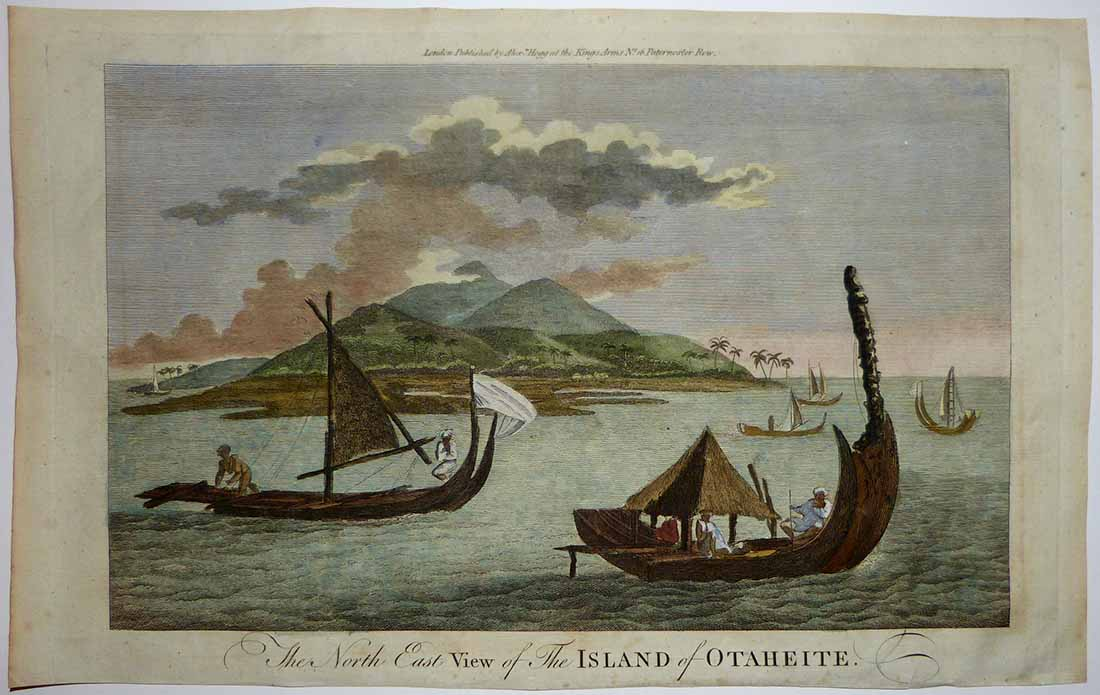 London Published by Alexr. Hogg at the Kings Arms No. 16 Paternoster Row.
The North East View of The ISLAND of OTAHEITE.